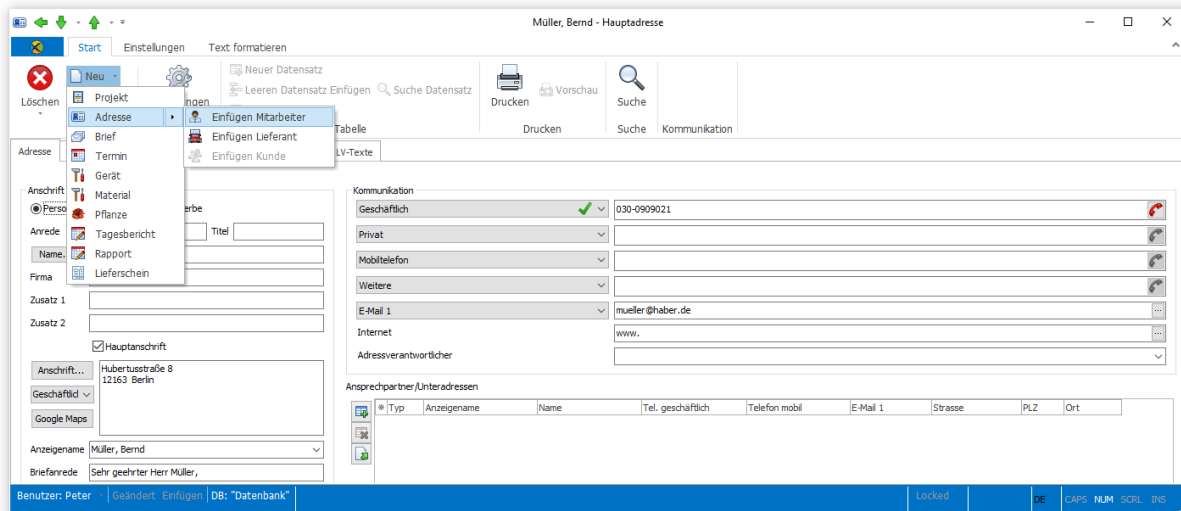 Müller, Bernd - Hauptadresse
Start Einstellungen Text formatieren
Löschen
Neu
ngen
Neuer Datensatz
Leeren Datensatz Einfügen Suche Datensatz
Drucken
Vorschau
Suche
Tabelle Drucken Suche Kommunikation
Projekt
Adresse
Brief
Termin
Gerät
Material
Pflanze
Tagesbericht
Rapport
Lieferschein
Einfügen Mitarbeiter
Einfügen Lieferant
Einfügen Kunde
Adresse LV-Texte
Anschrift
Perso erbe
Anrede Titel
Name.
Firma
Zusatz 1
Zusatz 2
Hauptanschrift
Anschrift...
Geschäftlicl
Google Maps
Hubertusstraße 8
12163 Berlin
Anzeigename Müller, Bernd
Briefanrede Sehr geehrter Herr Müller,
Kommunikation
Geschäftlich 030-0909021
Privat
Mobiltelefon
Weitere
E-Mail 1 mueller@haber.de
Internet www.
Adressverantwortlicher
Ansprechpartner/Unteradressen
Typ Anzeigename Name Tel. geschäftlich Telefon mobil E-Mail 1 Strasse PLZ Ort
Benutzer: Peter Geändert Einfügen DB: "Datenbank" Locked DE CAPS NUM SCRL INS